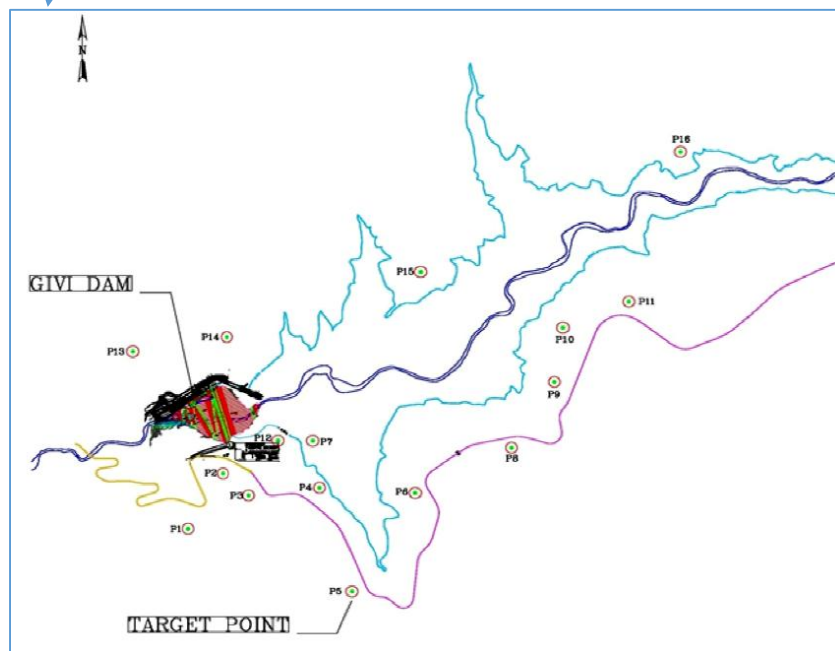 N
P16
P15
GIVI DAM
P11
P14
P10
P13
P9
P12
P7
P8
P2
P6
P4
P3
P1
P5
TARGET POINT